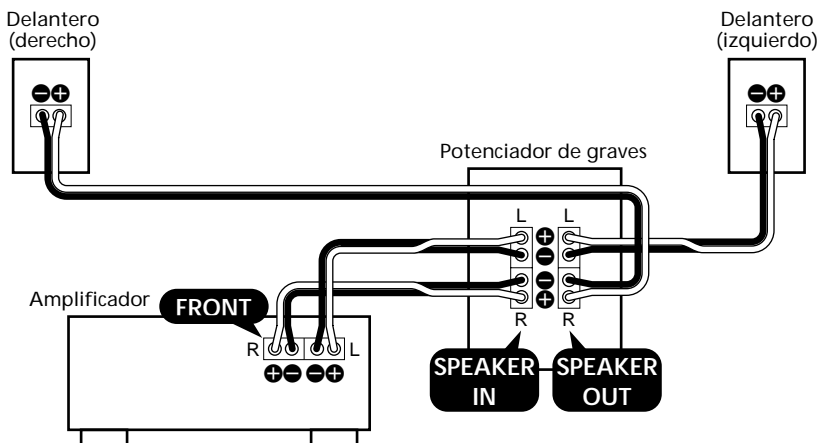 Delantero
(derecho)
Delantero
(izquierdo)
Potenciador de graves
L L
R R
Amplificador
FRONT
R L
SPEAKER
IN
SPEAKER
OUT